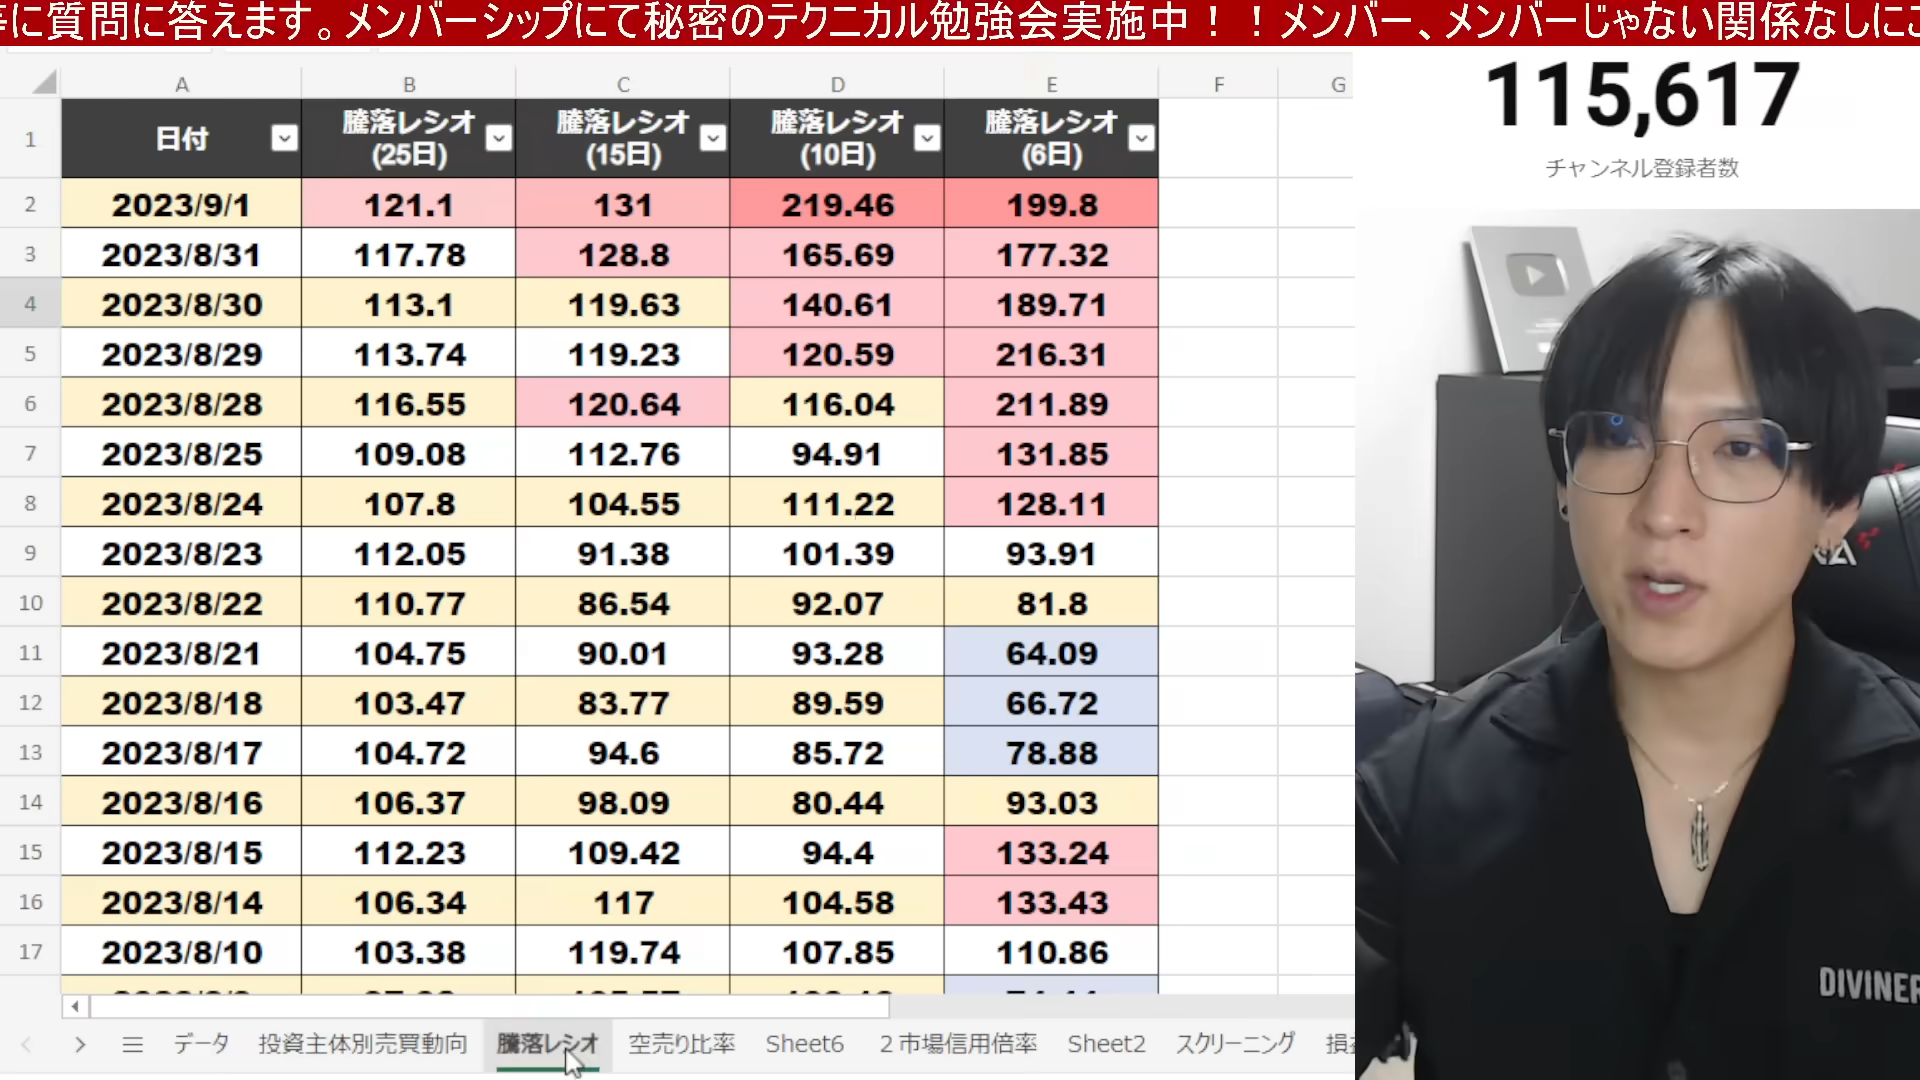 に質問に答えます。メンバーシップにて秘密のテクニカル勉強会実施中！！メンバー、メンバーじゃない関係なしにこ
115,617
チャンネル登録者数
A B C D E F G
1 日付 騰落レシオ(25日) 騰落レシオ(15日) 騰落レシオ(10日) 騰落レシオ(6日)
2 2023/9/1 121.1 131 219.46 199.8
3 2023/8/31 117.78 128.8 165.69 177.32
4 2023/8/30 113.1 119.63 140.61 189.71
5 2023/8/29 113.74 119.23 120.59 216.31
6 2023/8/28 116.55 120.64 116.04 211.89
7 2023/8/25 109.08 112.76 94.91 131.85
8 2023/8/24 107.8 104.55 111.22 128.11
9 2023/8/23 112.05 91.38 101.39 93.91
10 2023/8/22 110.77 86.54 92.07 81.8
11 2023/8/21 104.75 90.01 93.28 64.09
12 2023/8/18 103.47 83.77 89.59 66.72
13 2023/8/17 104.72 94.6 85.72 78.88
14 2023/8/16 106.37 98.09 80.44 93.03
15 2023/8/15 112.23 109.42 94.4 133.24
16 2023/8/14 106.34 117 104.58 133.43
17 2023/8/10 103.38 119.74 107.85 110.86
データ 投資主体別売買動向 騰落レシオ 空売り比率 Sheet6 ２市場信用倍率 Sheet2 スクリーニング 損
DIVINER